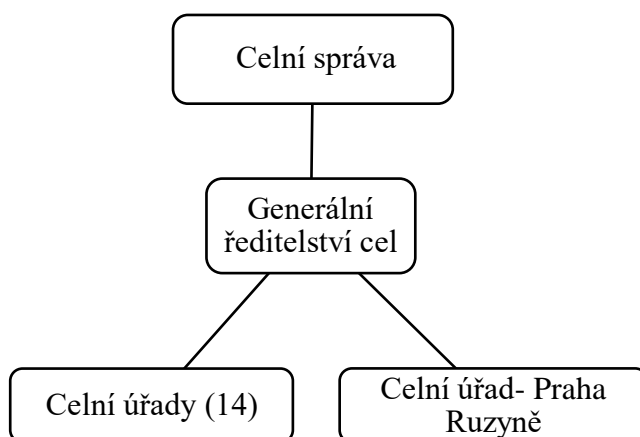 Celní správa
Generální
ředitelství cel
Celní úřady (14)
Celní úřad- Praha
Ruzyně